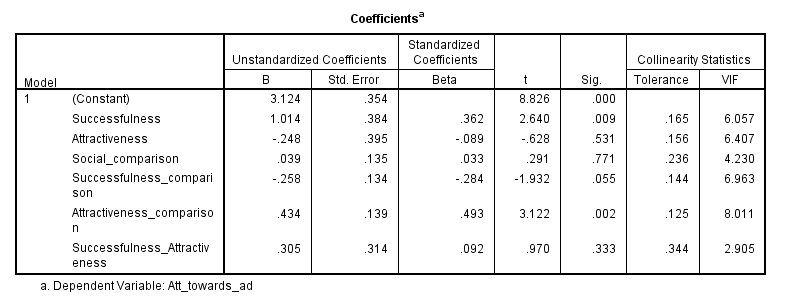 Coefficientsa
Model Unstandardized Coefficients Standardized Coefficients t Sig. Collinearity Statistics
B Std. Error Beta Tolerance VIF
1 (Constant) 3.124 .354 8.826 .000
Successfulness 1.014 .384 .362 2.640 .009 .165 6.057
Attractiveness -.248 .395 -.089 -.628 .531 .156 6.407
Social_comparison .039 .135 .033 .291 .771 .236 4.230
Successfulness_compari
son -.258 .134 -.284 -1.932 .055 .144 6.963
Attractiveness_compariso
n .434 .139 .493 3.122 .002 .125 8.011
Successfulness_Attractiv
eness .305 .314 .092 .970 .333 .344 2.905
a. Dependent Variable: Att_towards_ad